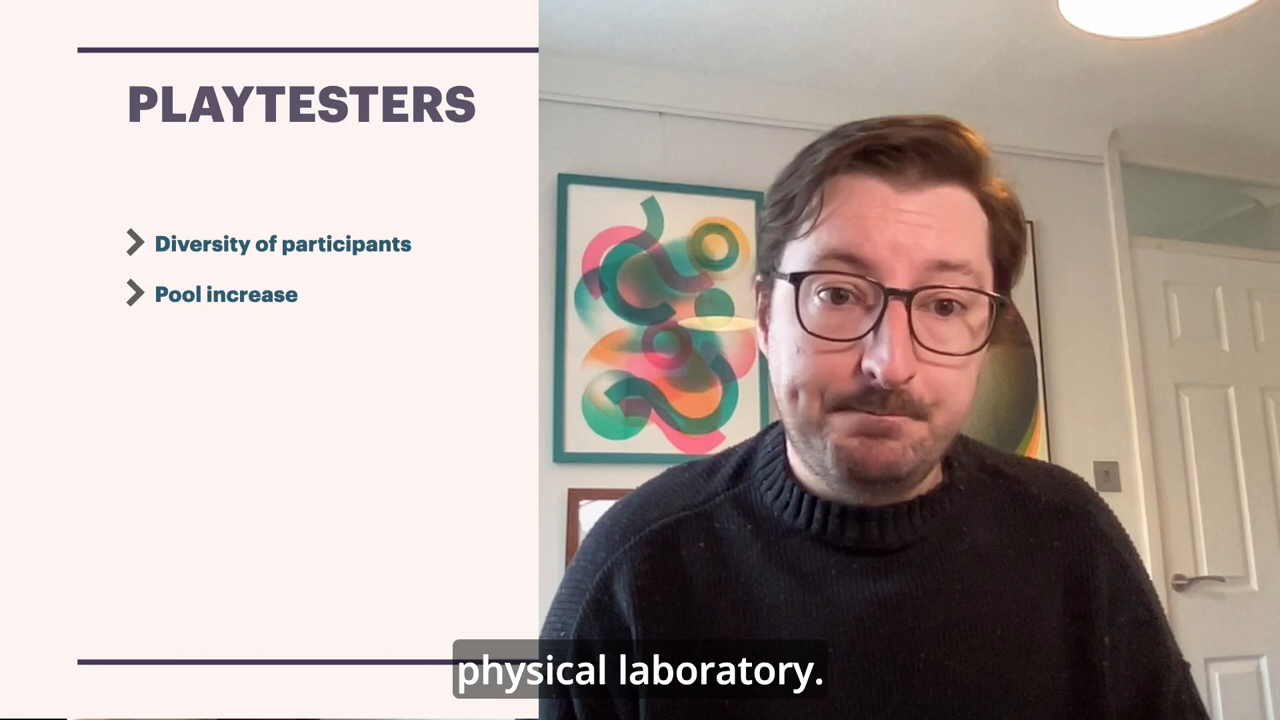 PLAYTESTERS
Diversity of participants
Pool increase
physical laboratory.